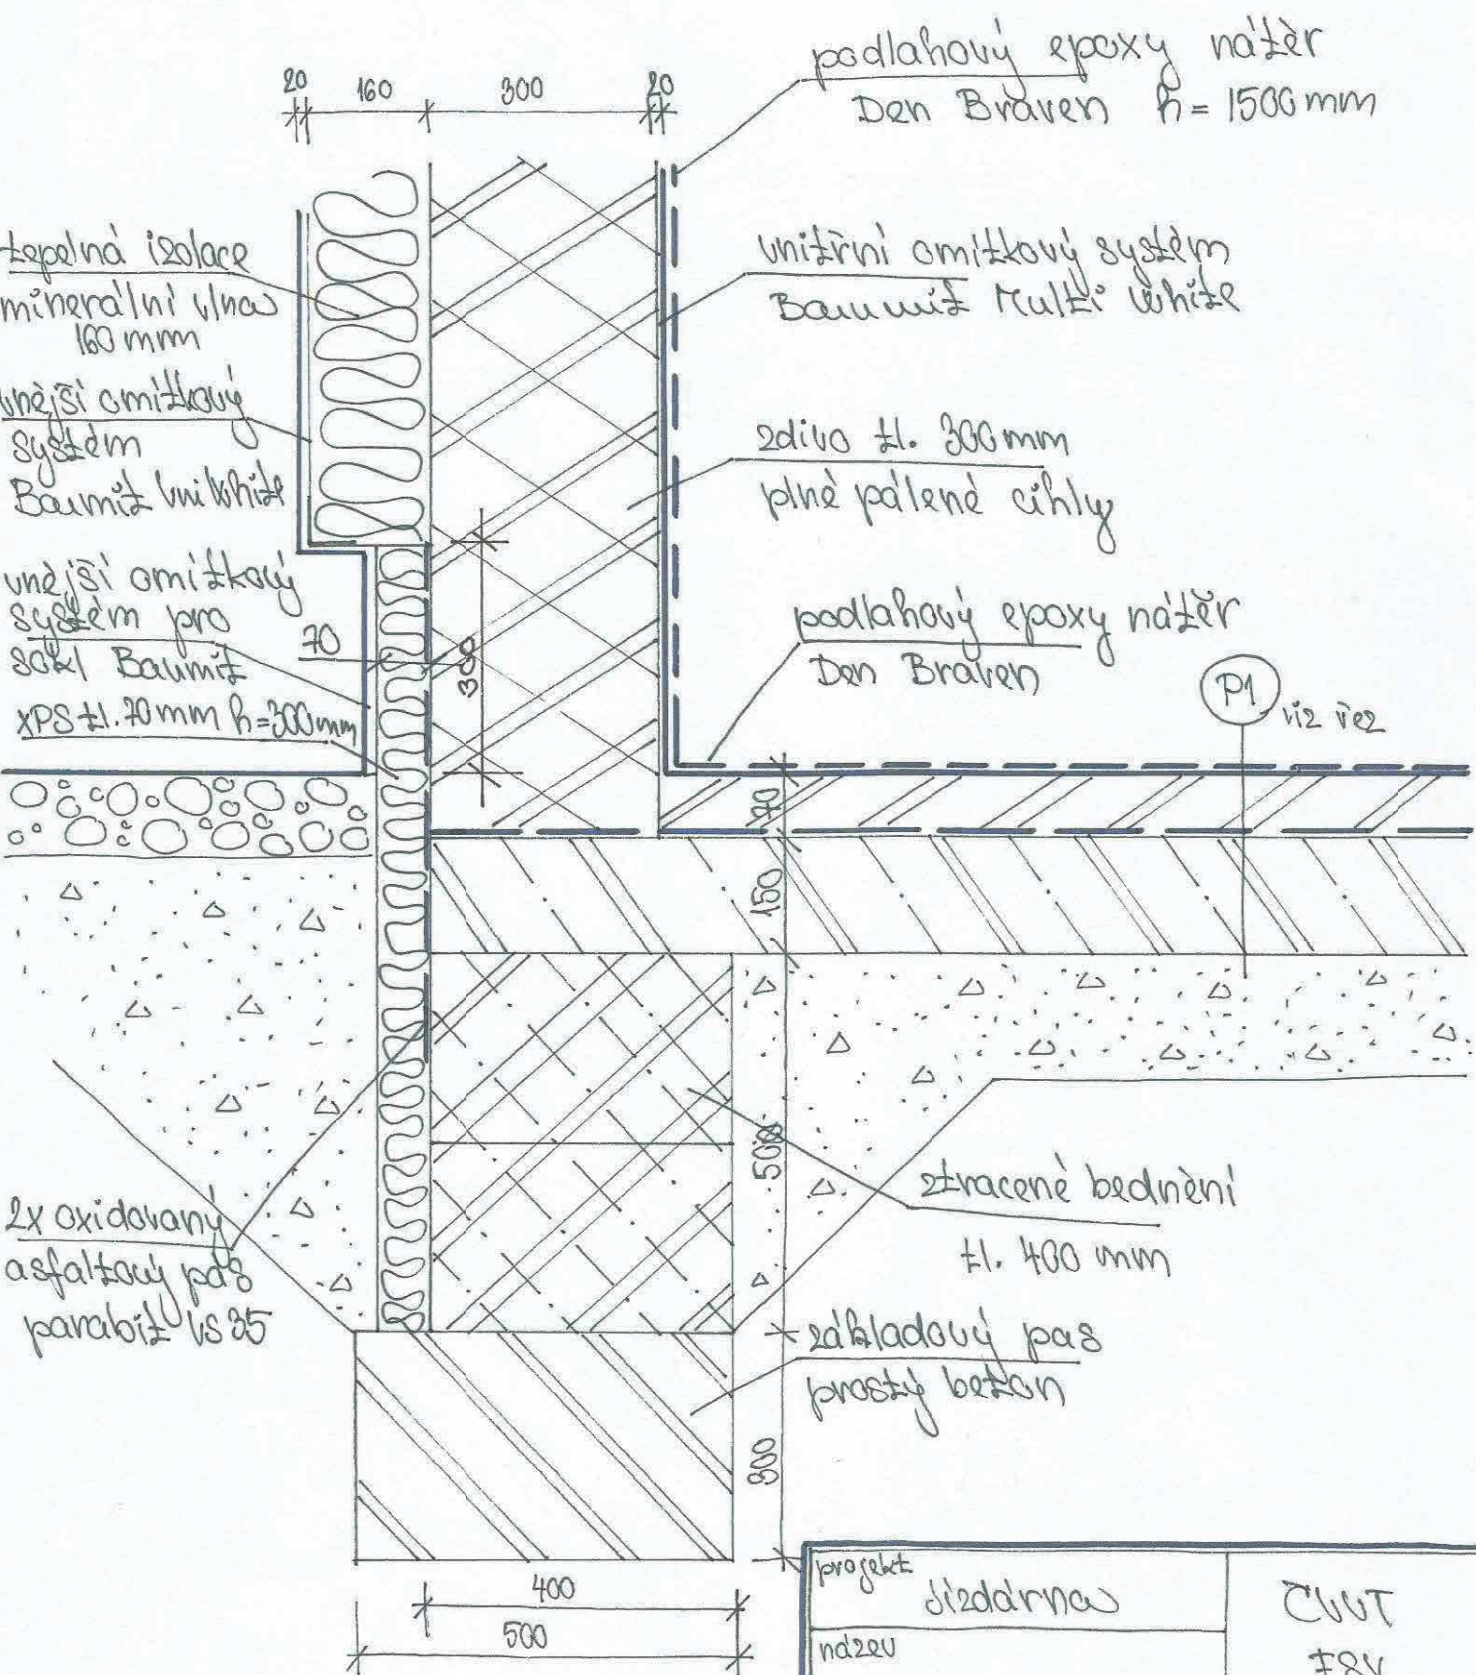 20 160 300 20
podlahový epoxy nátěr
Den Braven h = 1500 mm
tepelná izolace
minerální vlna
160 mm
vnitřní omítkový systém
Baumit Multi White
vnější omítkový
systém
Baumit Uni White
zdivo tl. 300 mm
plné pálené cihly
vnější omítkový
systém pro
sokl Baumit
XPS tl. 70 mm h=300mm
70
300
podlahový epoxy nátěr
Den Braven
P1
viz řez
70
150
500
2x oxidovaný
asfaltový pás
parabit VS 35
ztracené bednění
tl. 400 mm
základový pas
prostý beton
300
400
500
projekt
Jízdárna
název
ČVUT
FSV